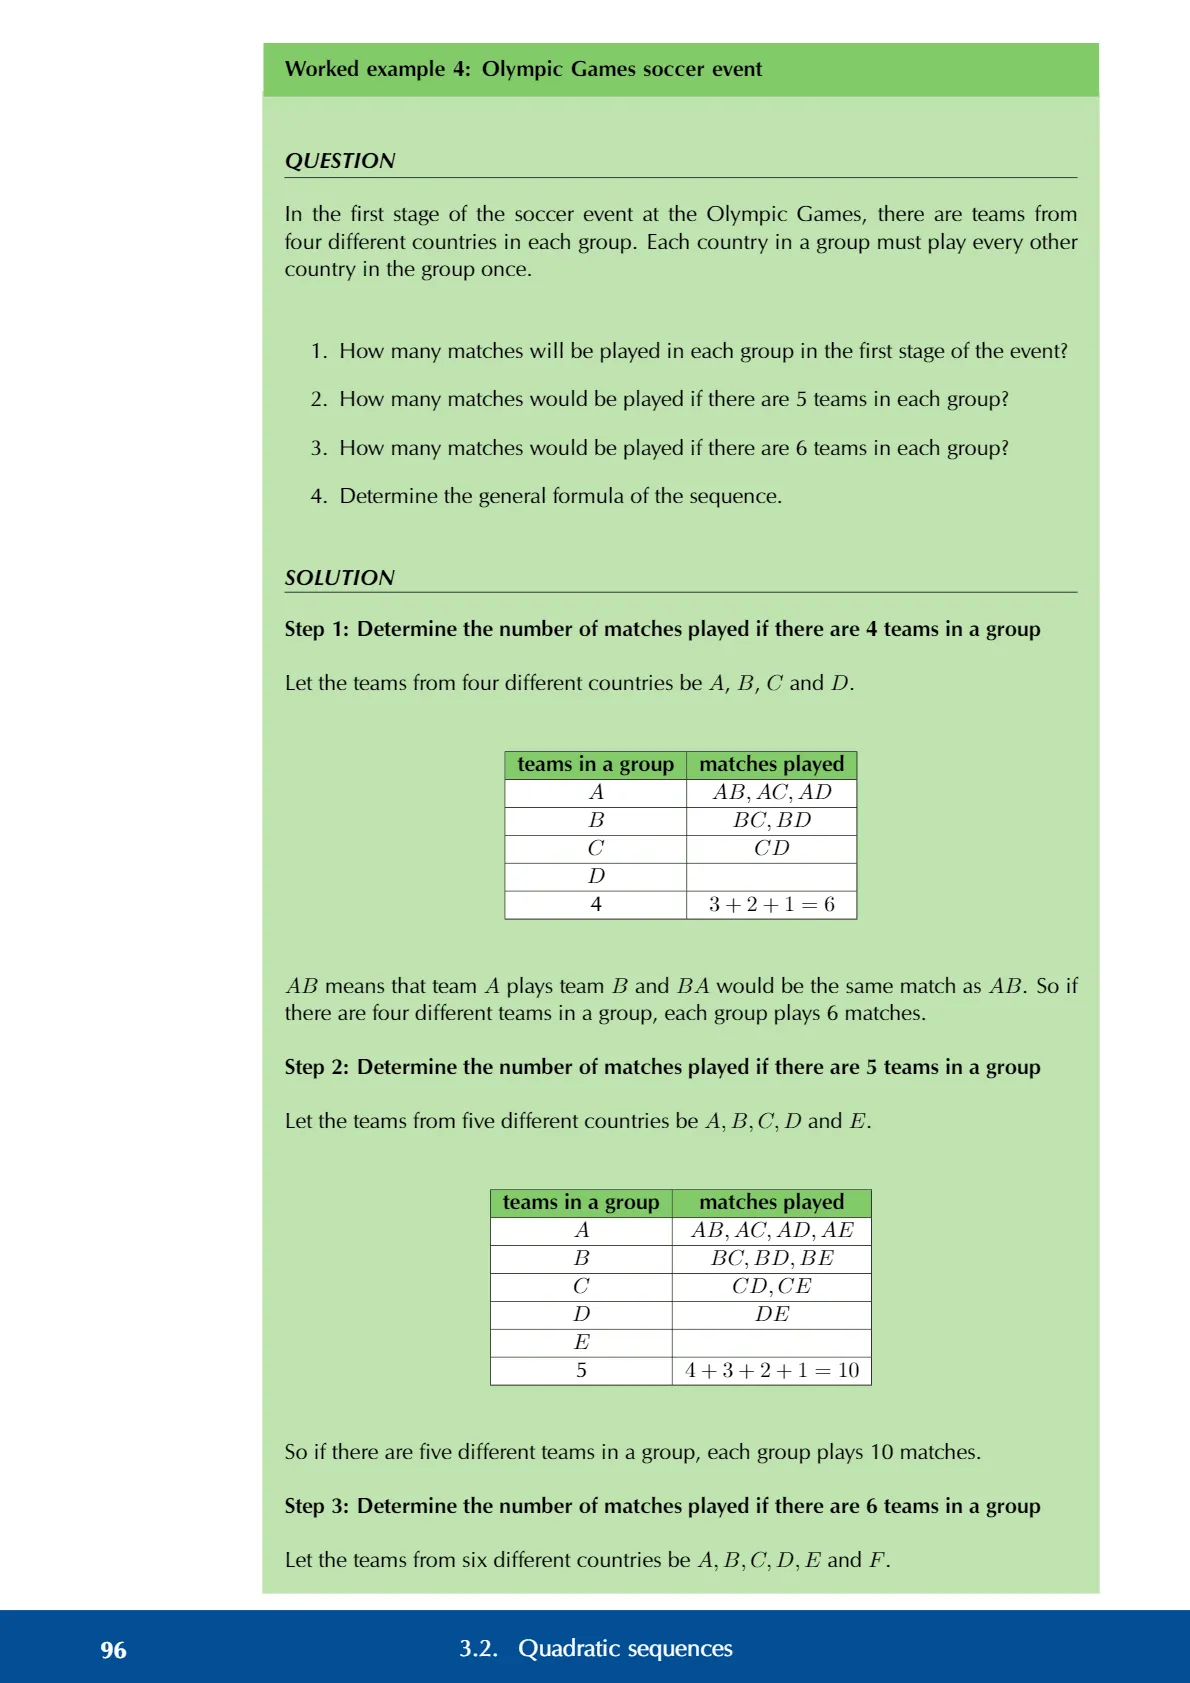 Worked example 4: Olympic Games soccer event
QUESTION
In the first stage of the soccer event at the Olympic Games, there are teams from
four different countries in each group. Each country in a group must play every other
country in the group once.
1. How many matches will be played in each group in the first stage of the event?
2. How many matches would be played if there are 5 teams in each group?
3. How many matches would be played if there are 6 teams in each group?
4. Determine the general formula of the sequence.
SOLUTION
Step 1: Determine the number of matches played if there are 4 teams in a group
Let the teams from four different countries be A, B, C and D.
teams in a group matches played
A AB, AC, AD
B BC, BD
C CD
D
4 3 + 2 + 1 = 6
AB means that team A plays team B and BA would be the same match as AB. So if
there are four different teams in a group, each group plays 6 matches.
Step 2: Determine the number of matches played if there are 5 teams in a group
Let the teams from five different countries be A, B, C, D and E.
teams in a group matches played
A AB, AC, AD, AE
B BC, BD, BE
C CD, CE
D DE
E
5 4 + 3 + 2 + 1 = 10
So if there are five different teams in a group, each group plays 10 matches.
Step 3: Determine the number of matches played if there are 6 teams in a group
Let the teams from six different countries be A, B, C, D, E and F.
96 3.2. Quadratic sequences